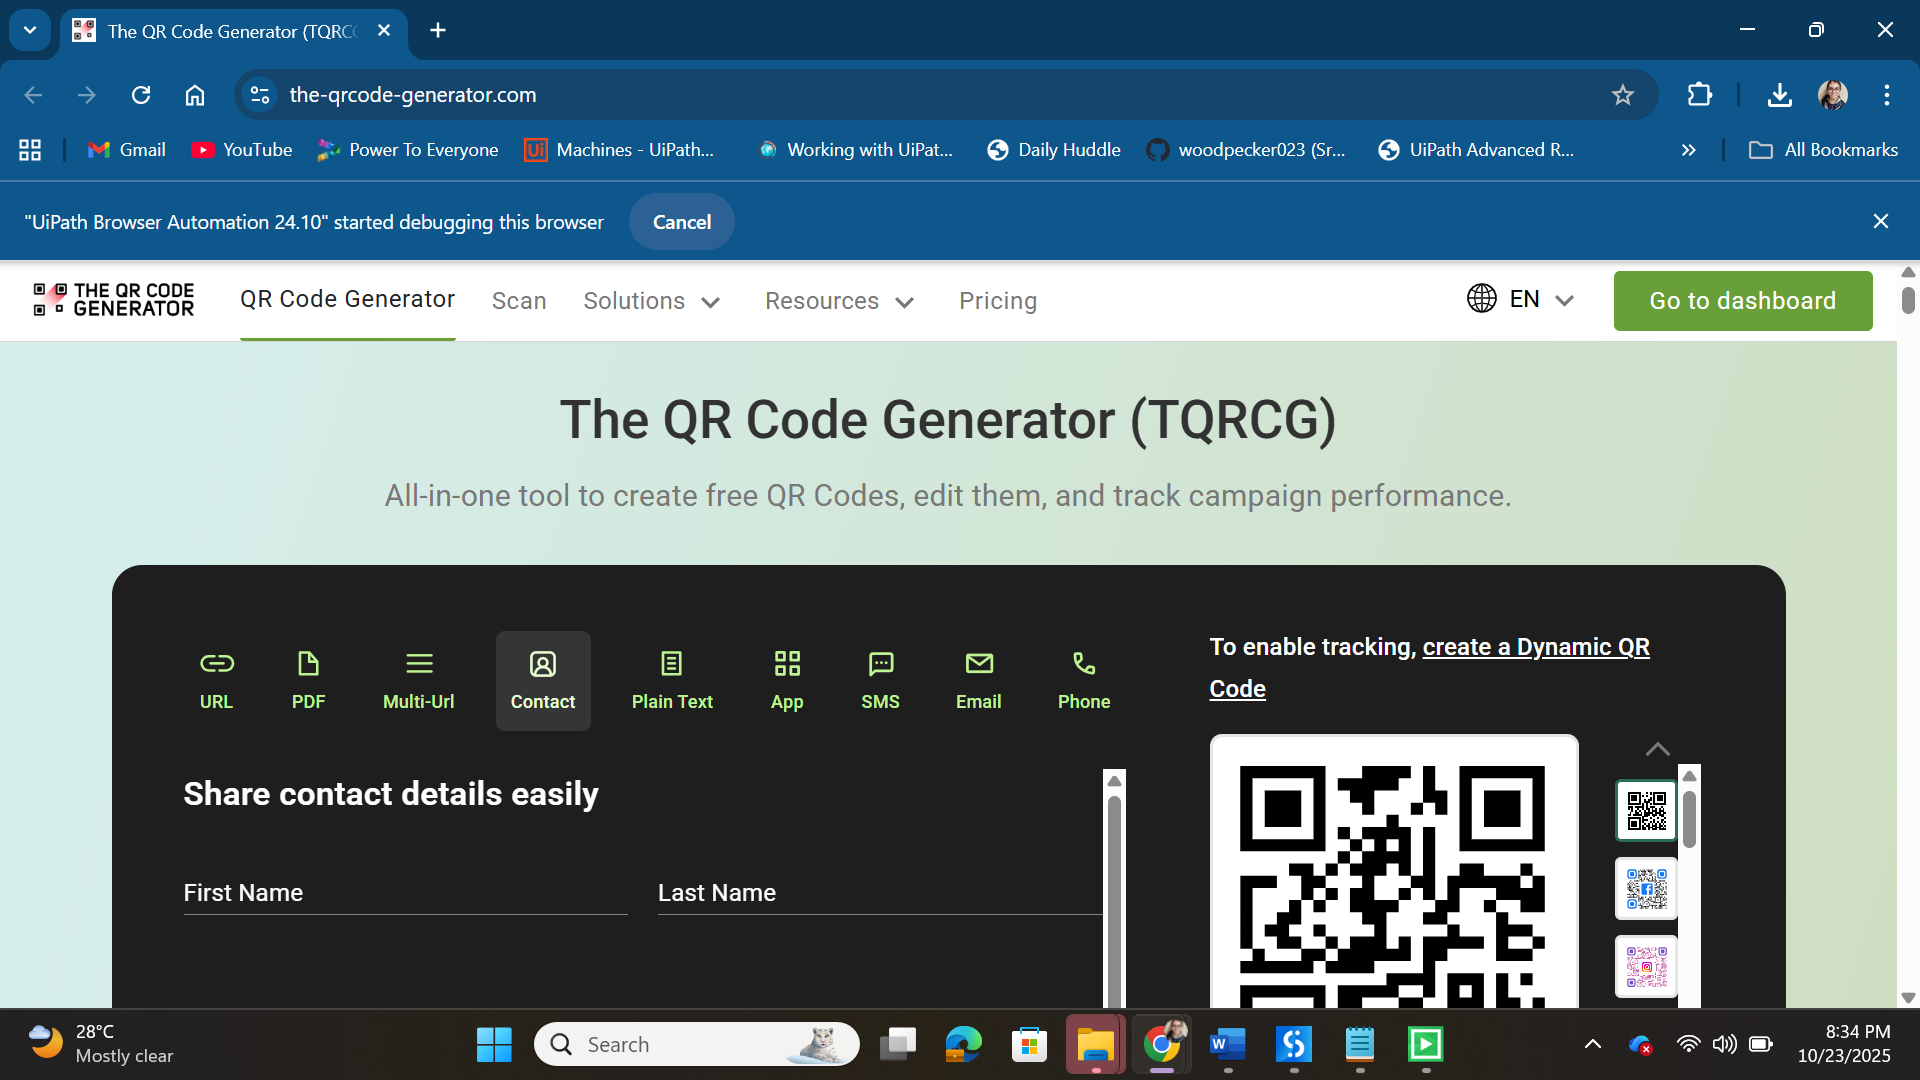 The QR Code Generator (TQRCG
the-qrcode-generator.com
Gmail
YouTube
Power To Everyone
Machines - UiPath...
Working with UiPat...
Daily Huddle
woodpecker023 (Sr...
UiPath Advanced R...
All Bookmarks
"UiPath Browser Automation 24.10" started debugging this browser
Cancel
THE QR CODE
GENERATOR
QR Code Generator
Scan
Solutions
Resources
Pricing
EN
Go to dashboard
The QR Code Generator (TQRCG)
All-in-one tool to create free QR Codes, edit them, and track campaign performance.
URL
PDF
Multi-Url
Contact
Plain Text
App
SMS
Email
Phone
To enable tracking, create a Dynamic QR
Code
Share contact details easily
First Name
Last Name
28°C
Mostly clear
Search
8:34 PM
10/23/2025